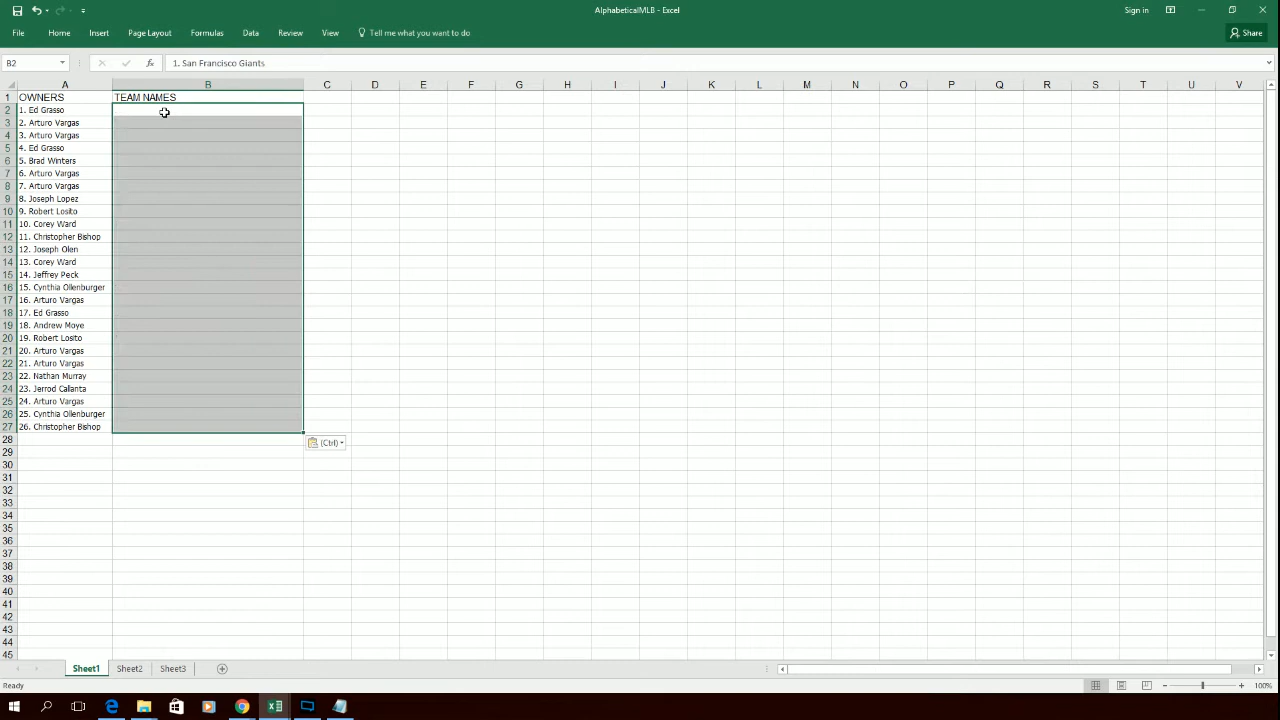 AlphabeticalMLB - Excel
Sign in
File Home Insert Page Layout Formulas Data Review View Tell me what you want to do Share
B2 fx 1. San Francisco Giants
A B C D E F G H I J K L M N O P Q R S T U V
1 OWNERS TEAM NAMES
2 1. Ed Grasso
3 2. Arturo Vargas
4 3. Arturo Vargas
5 4. Ed Grasso
6 5. Brad Winters
7 6. Arturo Vargas
8 7. Arturo Vargas
9 8. Joseph Lopez
10 9. Robert Losito
11 10. Corey Ward
12 11. Christopher Bishop
13 12. Joseph Olen
14 13. Corey Ward
15 14. Jeffrey Peck
16 15. Cynthia Ollenburger
17 16. Arturo Vargas
18 17. Ed Grasso
19 18. Andrew Moye
20 19. Robert Losito
21 20. Arturo Vargas
22 21. Arturo Vargas
23 22. Nathan Murray
24 23. Jerrod Callanta
25 24. Arturo Vargas
26 25. Cynthia Ollenburger
27 26. Christopher Bishop
28 (Ctrl)
29
30
31
32
33
34
35
36
37
38
39
40
41
42
43
44
45
Sheet1 Sheet2 Sheet3
Ready 100%